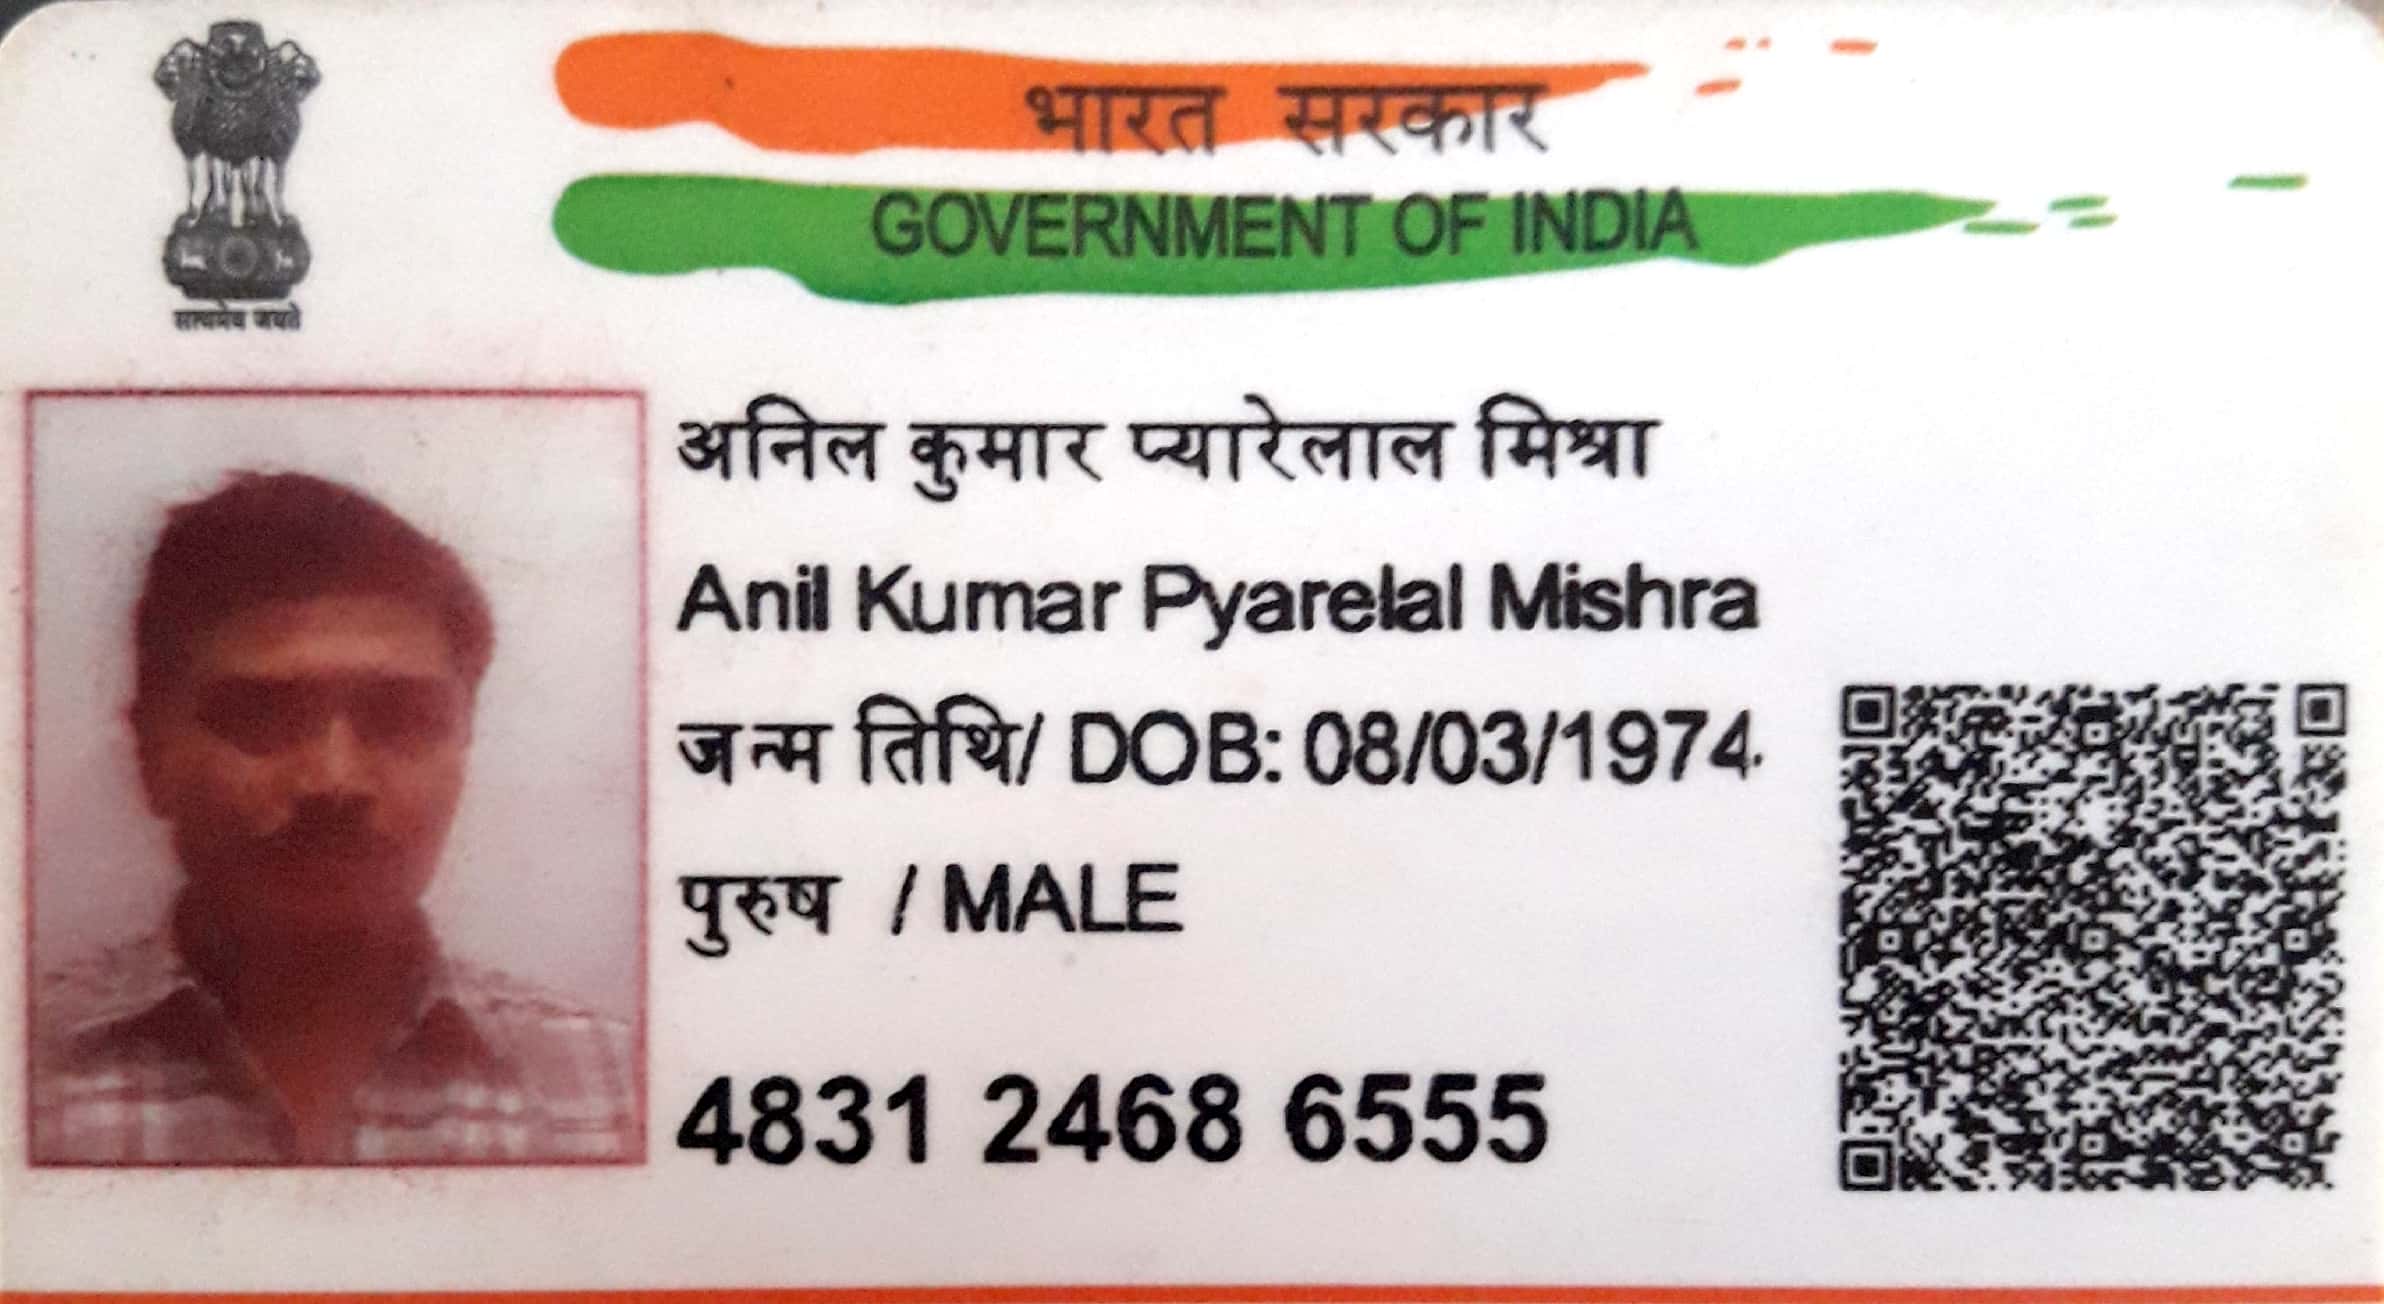 भारत सरकार
GOVERNMENT OF INDIA
सत्यमेव जयते
अनिल कुमार प्यारेलाल मिश्रा
Anil Kumar Pyarelal Mishra
जन्म तिथि/ DOB: 08/03/1974
पुरुष / MALE
4831 2468 6555